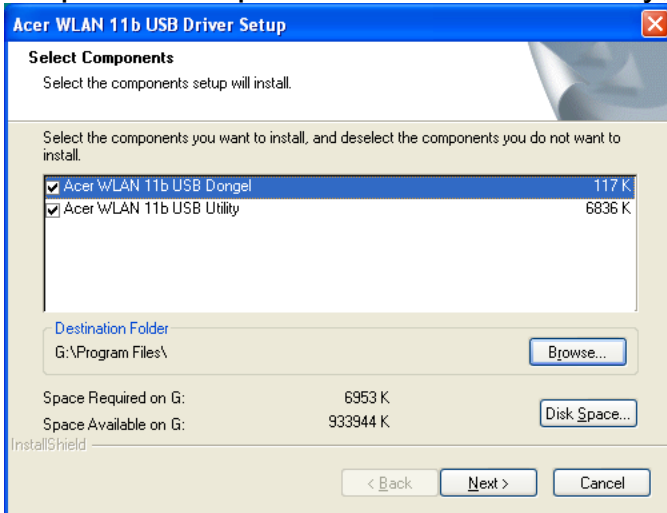 Acer WLAN 11b USB Driver Setup
Select Components
Select the components setup will install.
Select the components you want to install, and deselect the components you do not want to
install.
Acer WLAN 11b USB Dongel 117 K
Acer WLAN 11b USB Utility 6836 K
Destination Folder
G:\Program Files\
Browse...
Space Required on G: 6953 K
Space Available on G: 933944 K
Disk Space...
InstallShield
< Back Next > Cancel